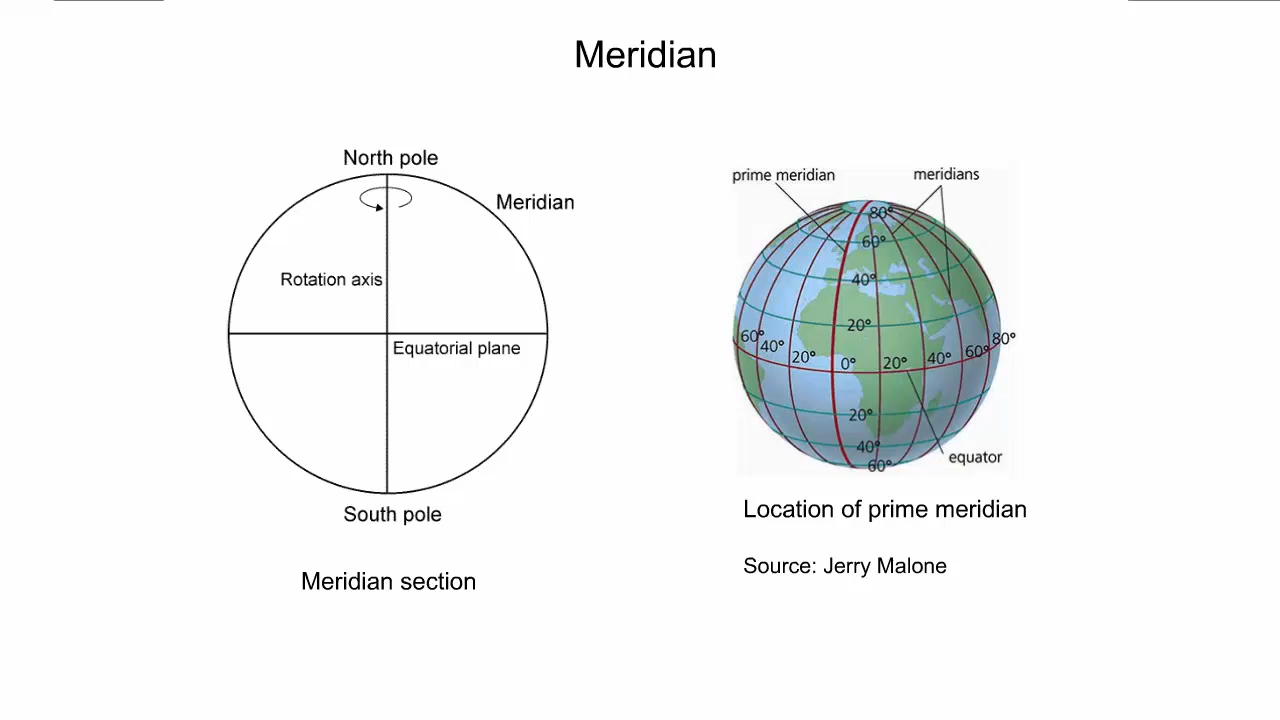 Meridian
North pole
Meridian
Rotation axis
Equatorial plane
South pole
Meridian section
prime meridian
meridians
80°
60°
40°
20°
60°
40°
20°
0°
20°
40°
60°
80°
20°
40°
60°
equator
Location of prime meridian
Source: Jerry Malone